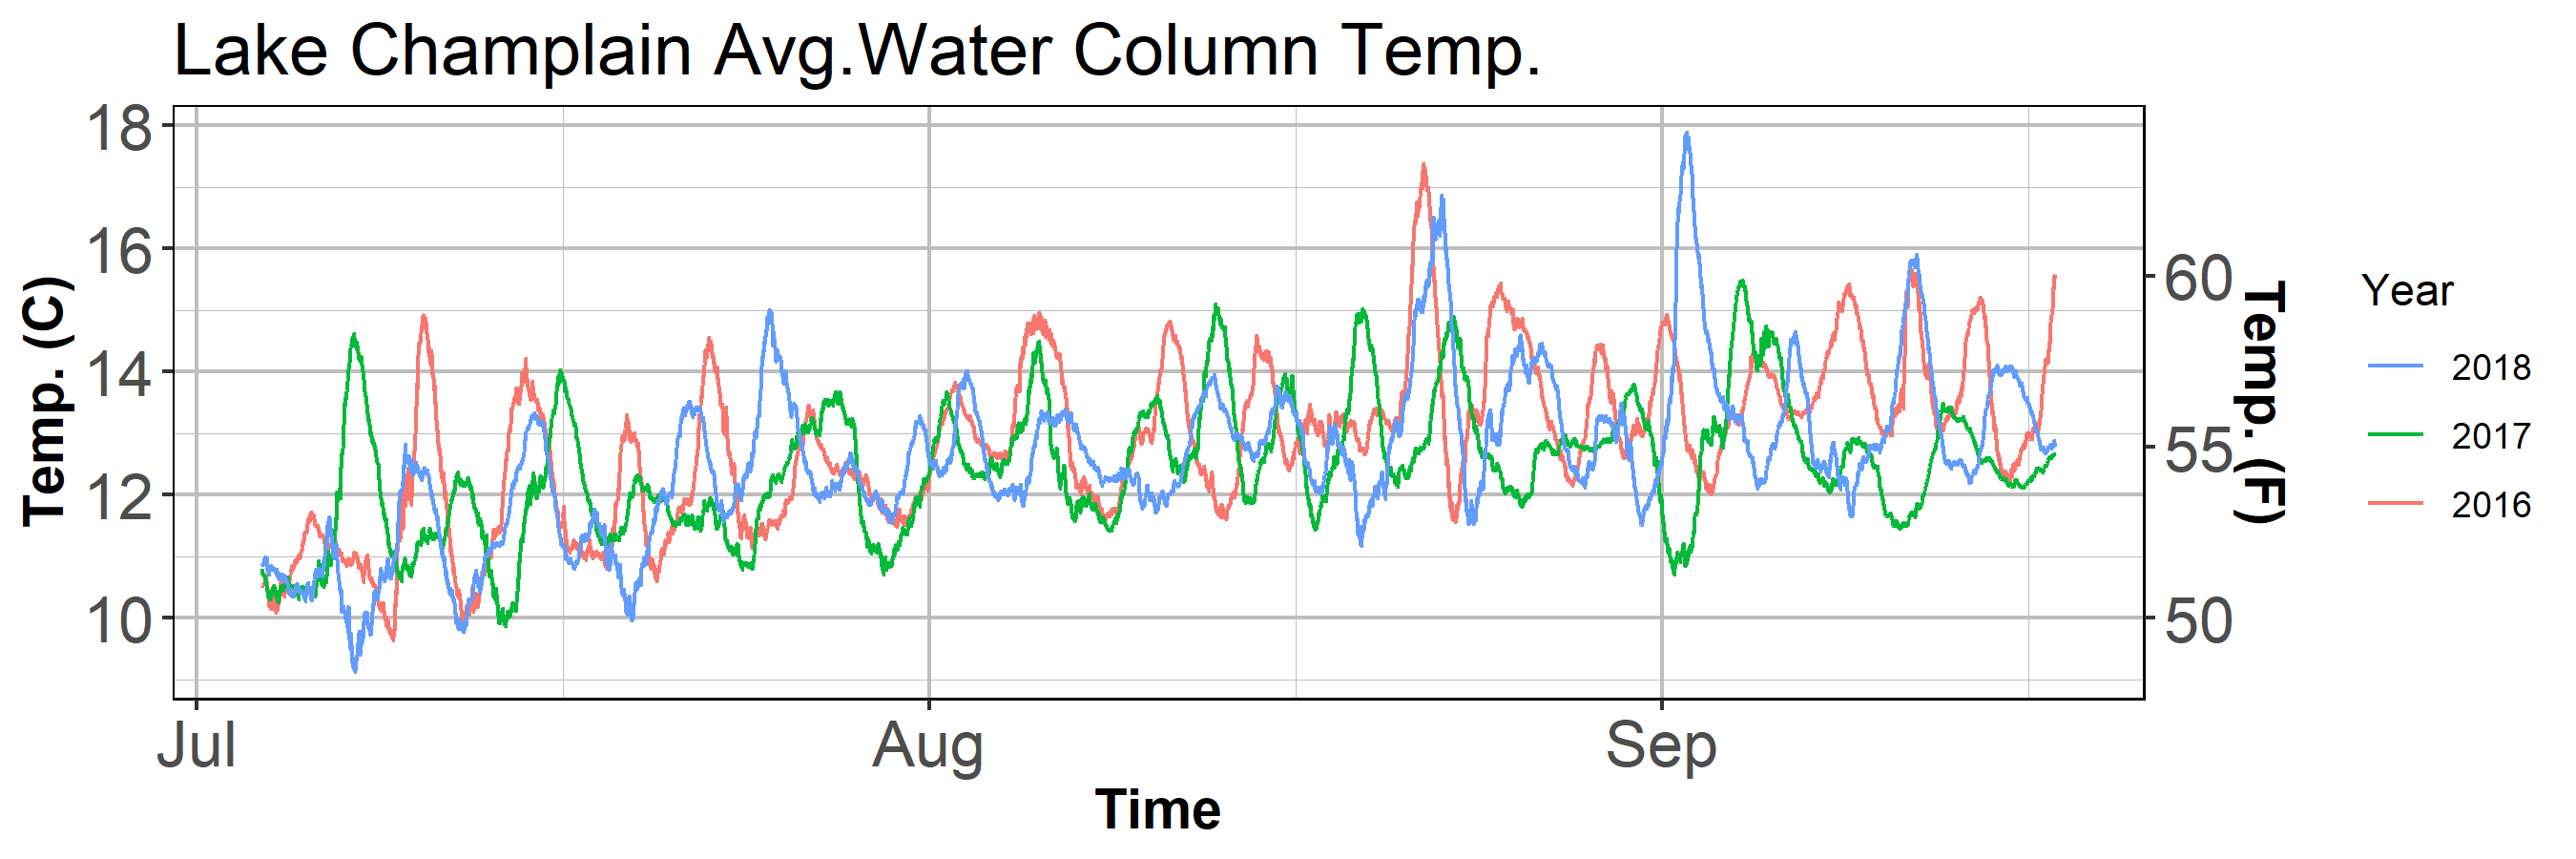 Lake Champlain Avg.Water Column Temp.
18
16
14
12
10
Temp. (C)
60
55
50
Temp. (F)
Jul
Aug
Sep
Time
Year
2018
2017
2016